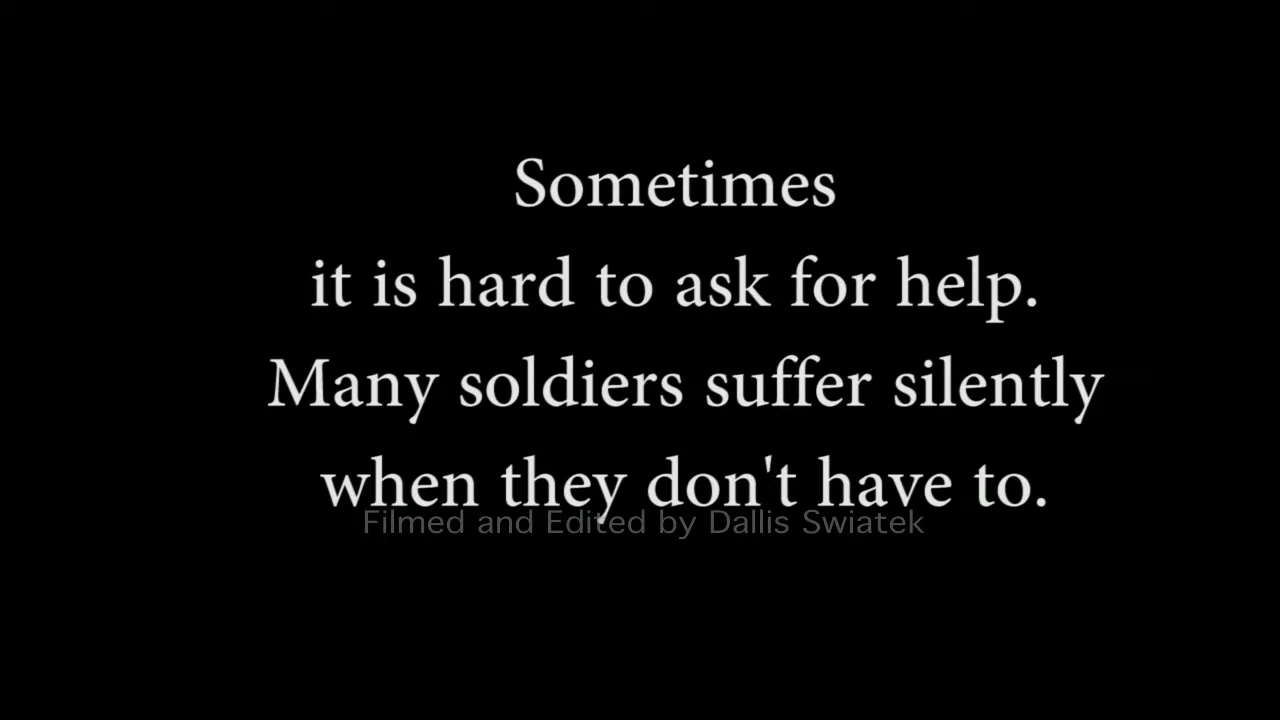 Sometimes
it is hard to ask for help.
Many soldiers suffer silently
when they don't have to.
Filmed and Edited by Dallis Swiatek